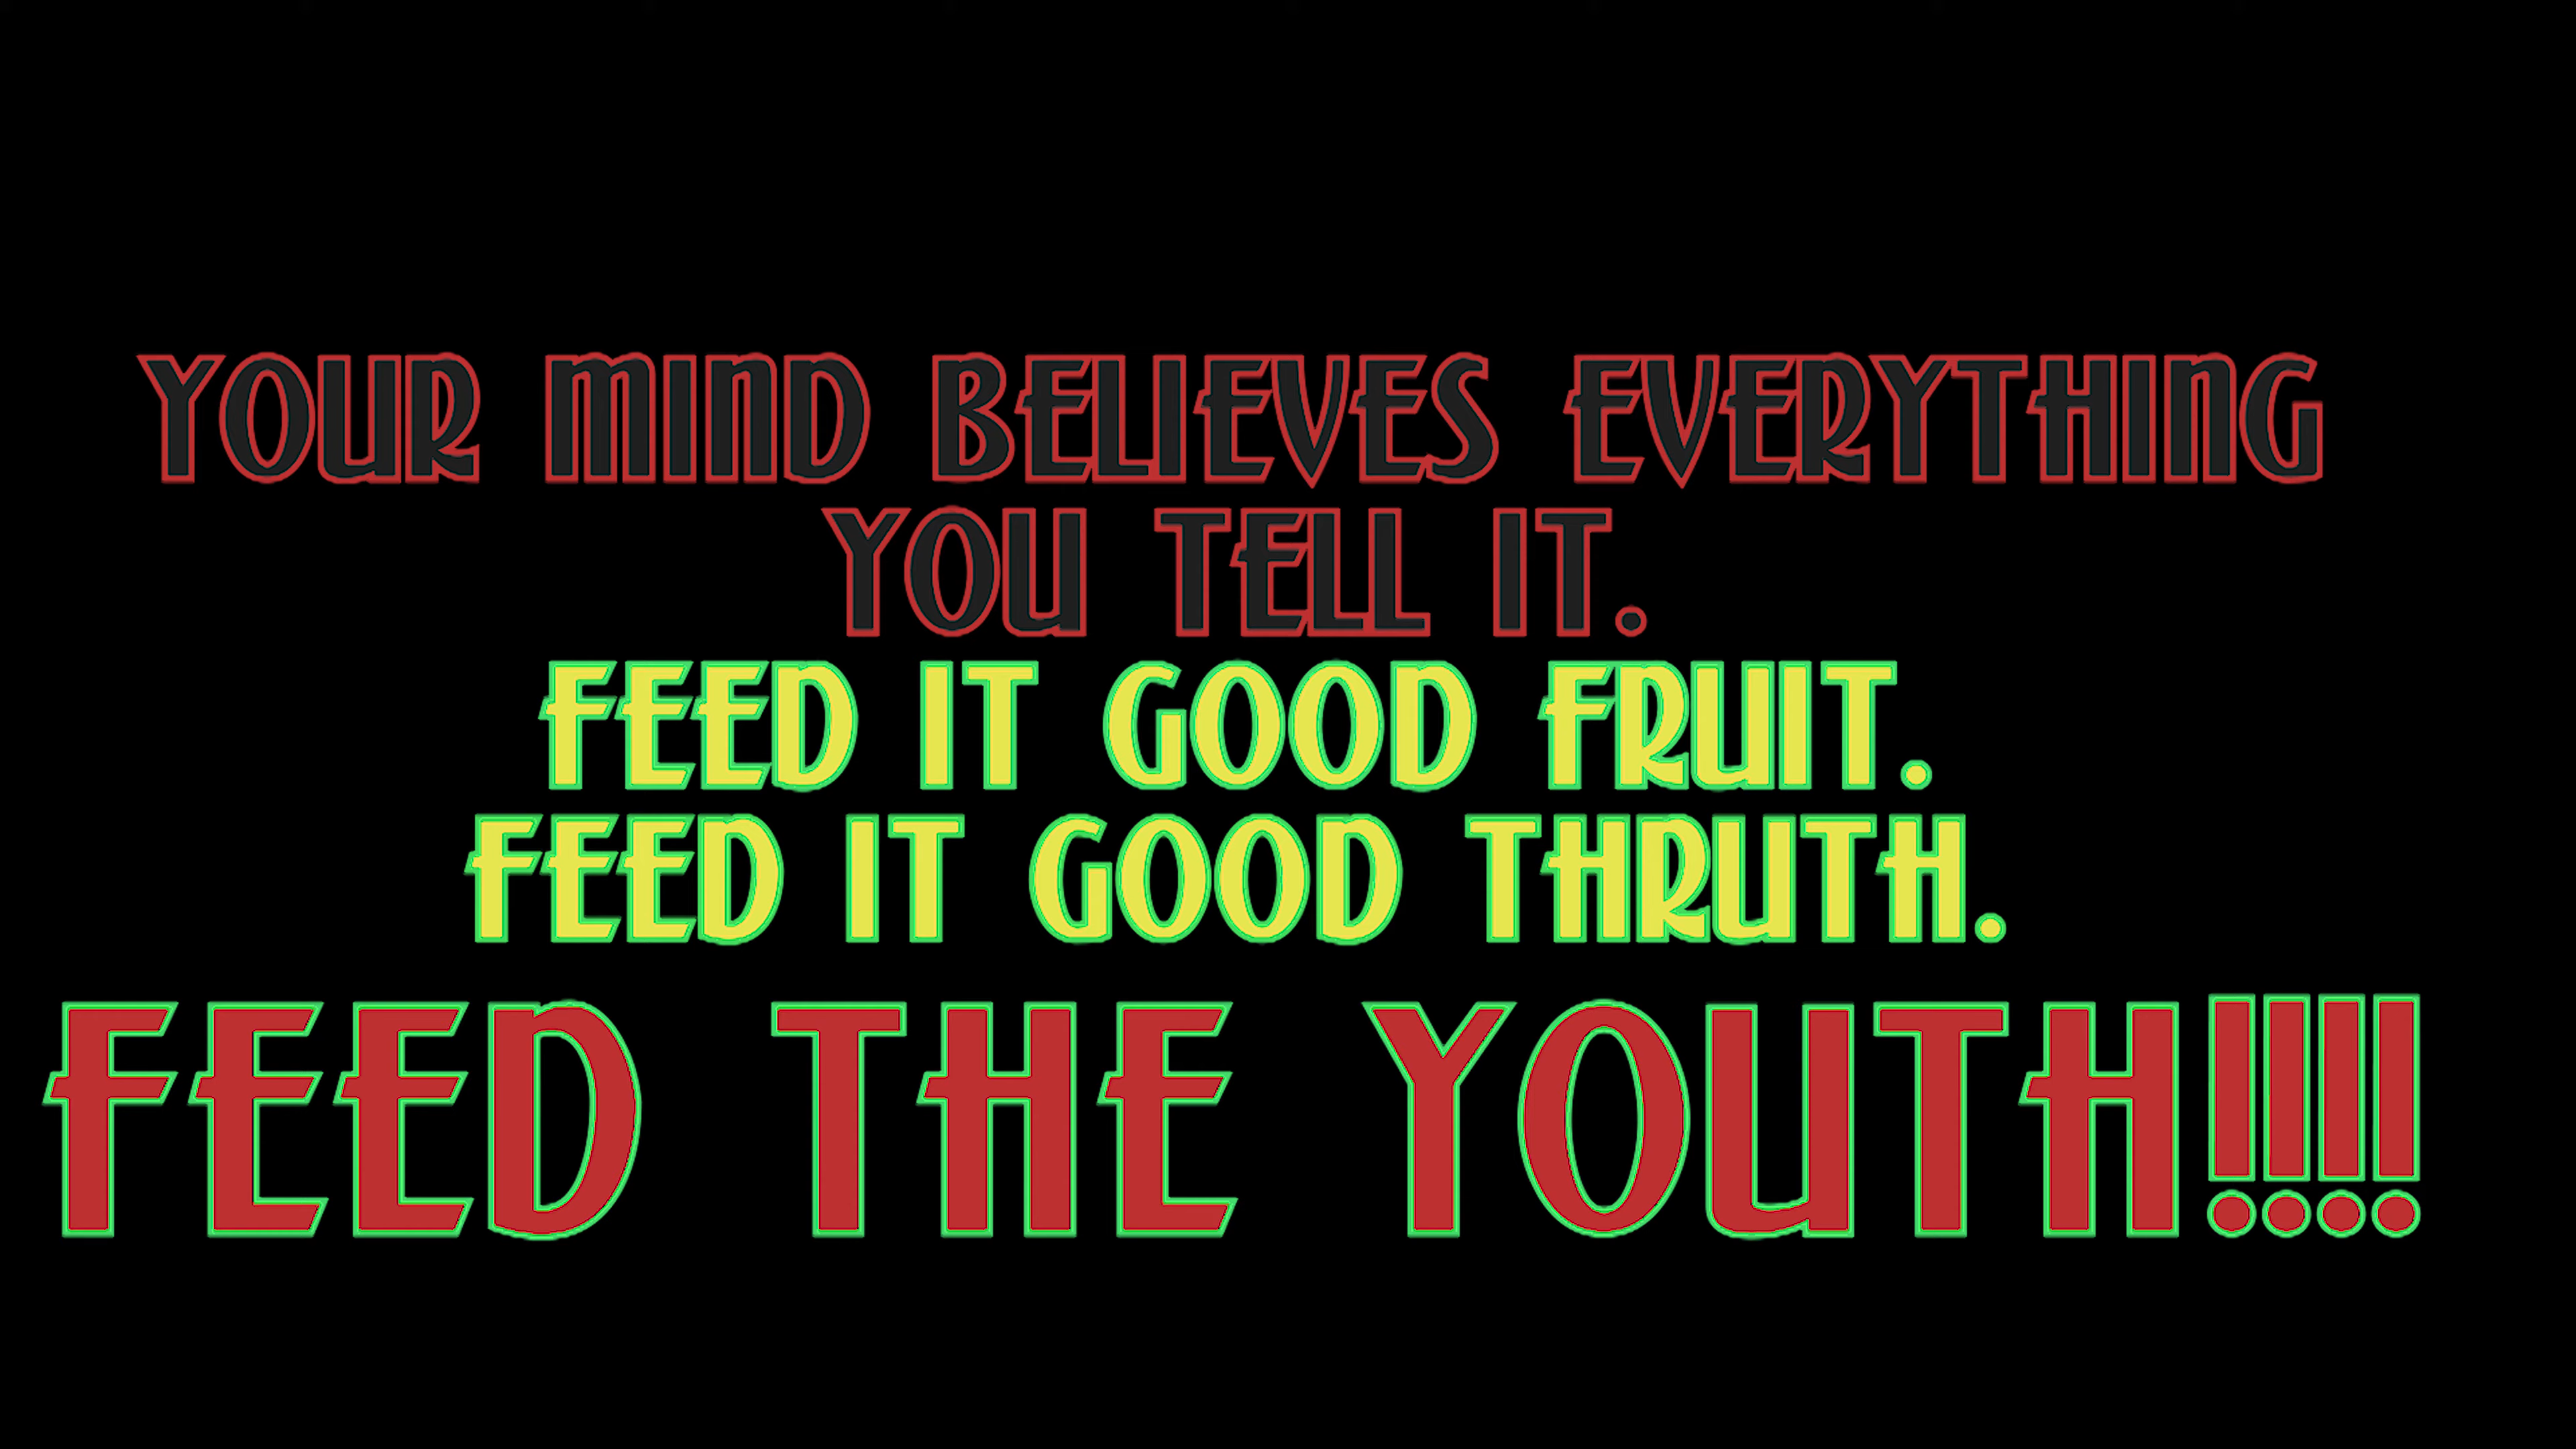 YOUR MIND BELIEVES EVERYTHING
YOU TELL IT.
FEED IT GOOD FRUIT.
FEED IT GOOD THRUTH.
FEED THE YOUTH!!!!